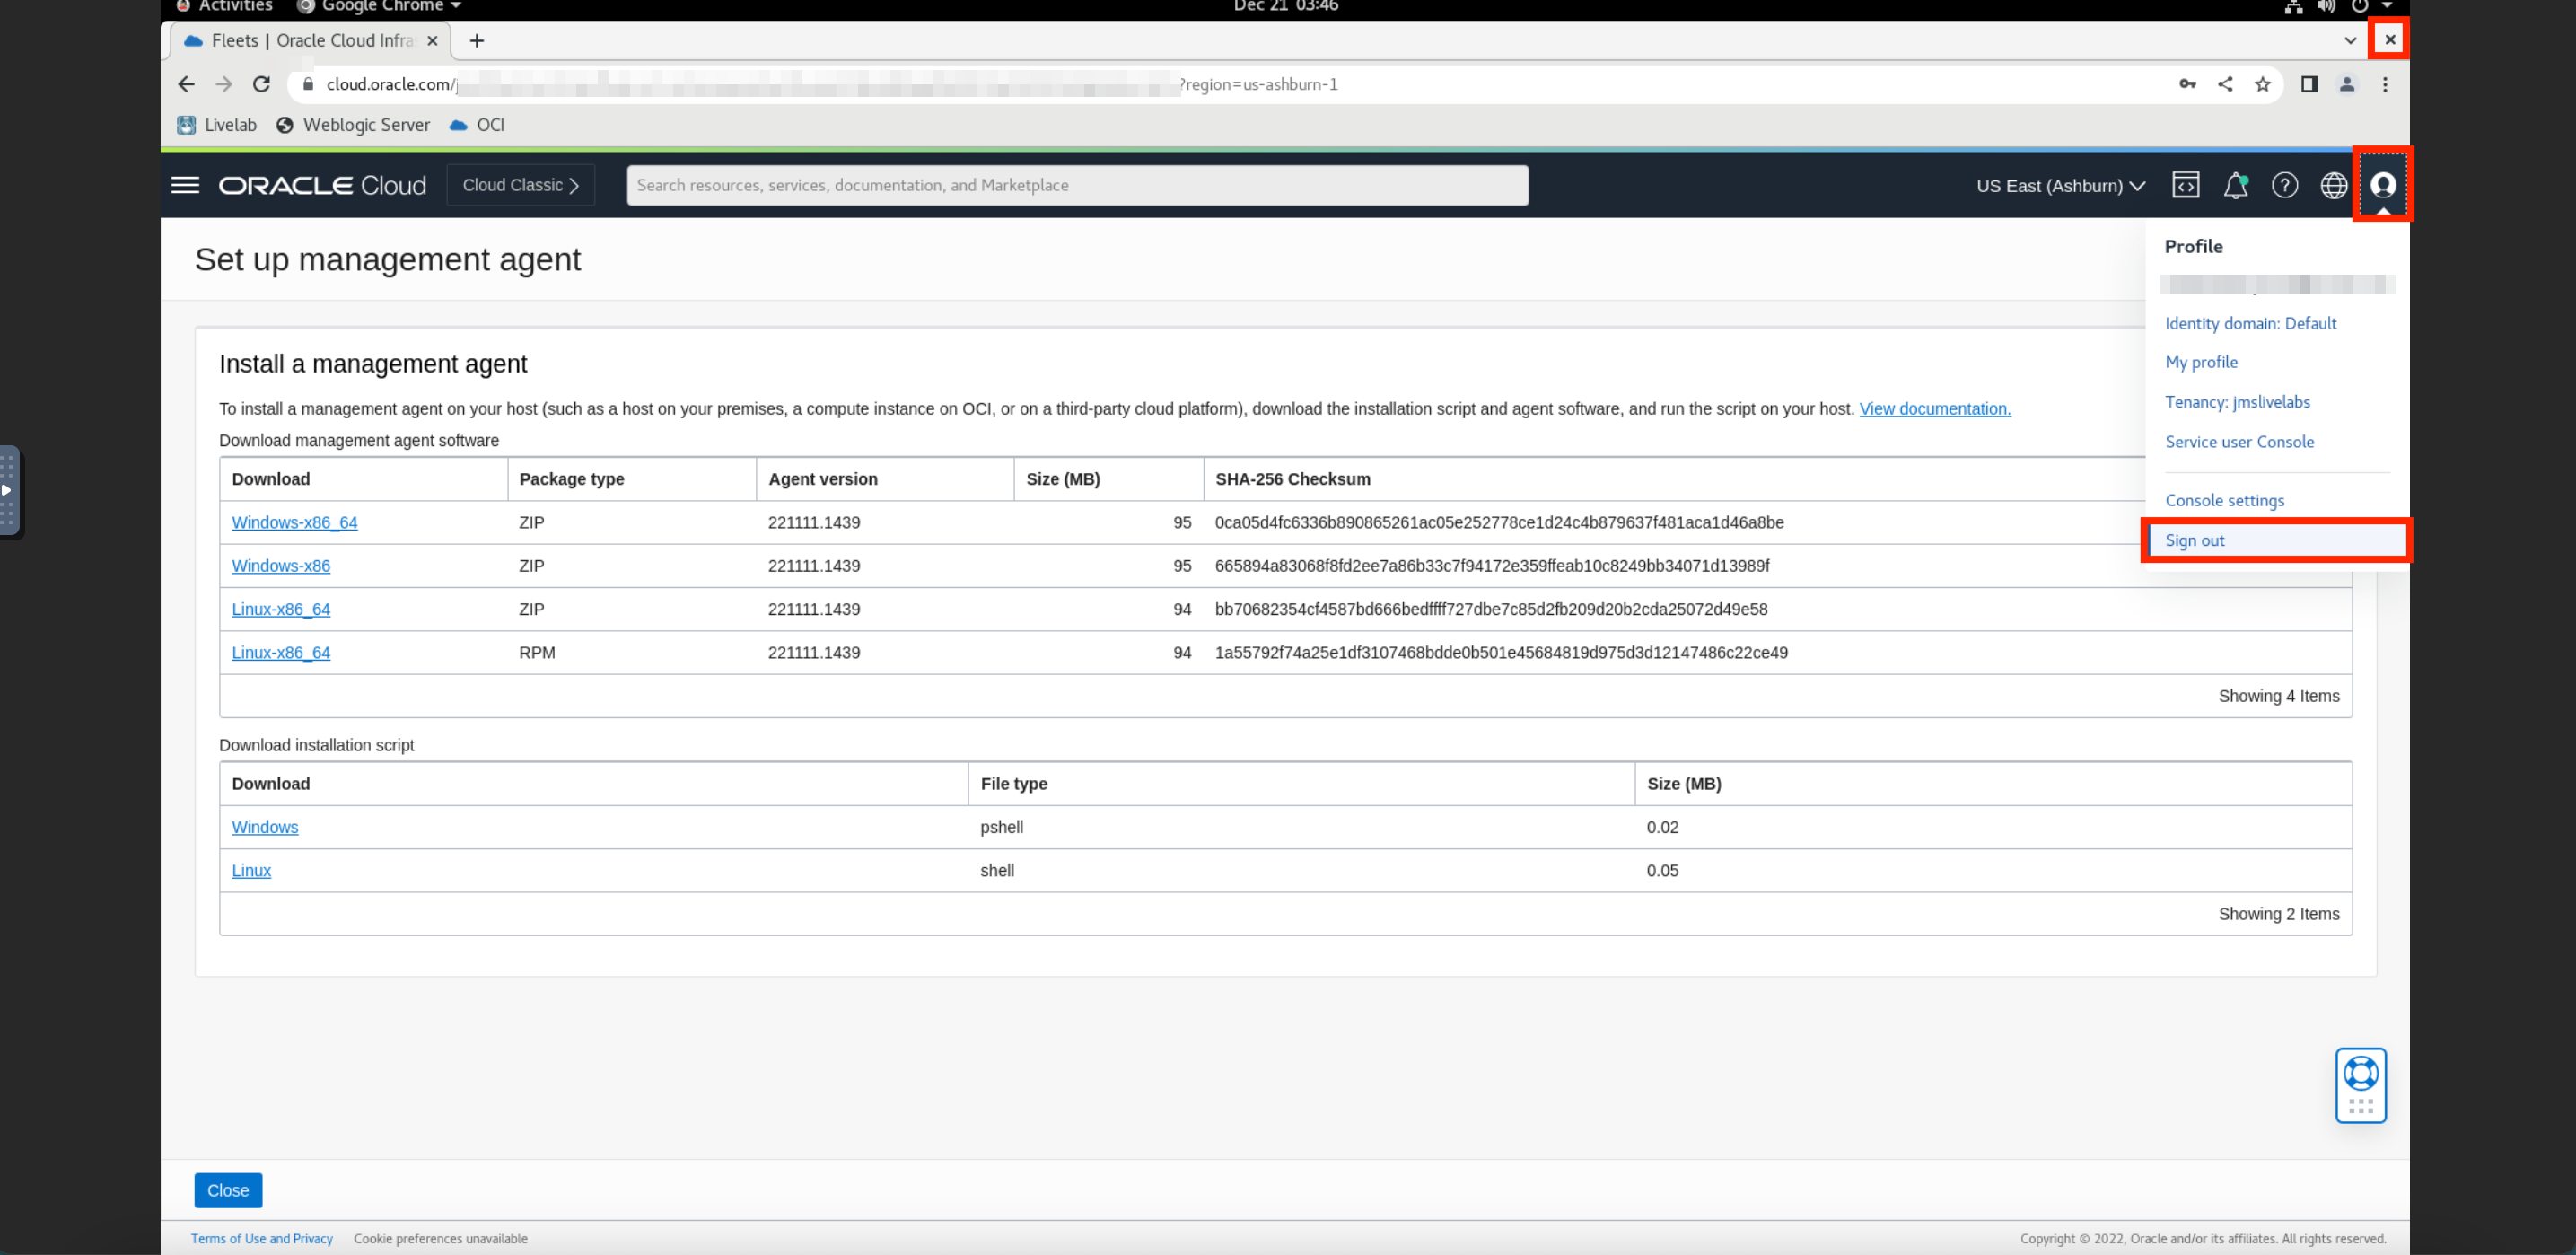 Activities Google Chrome Dec 21 03:46
Fleets | Oracle Cloud Infra
cloud.oracle.com/j ?region=us-ashburn-1
Livelab Weblogic Server OCI
ORACLE Cloud Cloud Classic Search resources, services, documentation, and Marketplace US East (Ashburn)
Set up management agent
Profile
Identity domain: Default
My profile
Tenancy: jmslivelabs
Service user Console
Console settings
Sign out
Install a management agent
To install a management agent on your host (such as a host on your premises, a compute instance on OCI, or on a third-party cloud platform), download the installation script and agent software, and run the script on your host. View documentation.
Download management agent software
Download Package type Agent version Size (MB) SHA-256 Checksum
Windows-x86_64 ZIP 221111.1439 95 0ca05d4fc6336b890865261ac05e252778ce1d24c4b879637f481aca1d46a8be
Windows-x86 ZIP 221111.1439 95 665894a83068f8fd2ee7a86b33c7f94172e359ffeab10c8249bb34071d13989f
Linux-x86_64 ZIP 221111.1439 94 bb70682354cf4587bd666bedffff727dbe7c85d2fb209d20b2cda25072d49e58
Linux-x86_64 RPM 221111.1439 94 1a55792f74a25e1df3107468bdde0b501e45684819d975d3d12147486c22ce49
Showing 4 Items
Download installation script
Download File type Size (MB)
Windows pshell 0.02
Linux shell 0.05
Showing 2 Items
Close
Terms of Use and Privacy Cookie preferences unavailable Copyright © 2022, Oracle and/or its affiliates. All rights reserved.